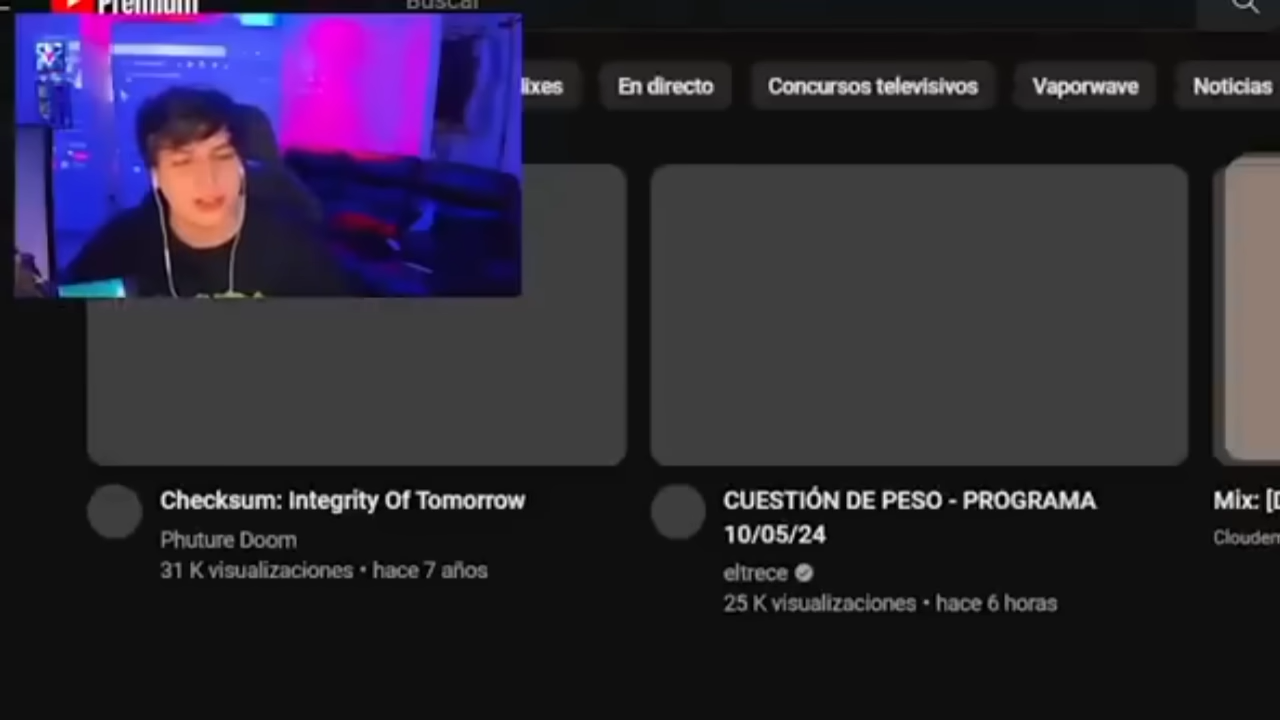 Premium
Buscar
En directo
Concursos televisivos
Vaporwave
Noticias
Checksum: Integrity Of Tomorrow
Phuture Doom
31 K visualizaciones • hace 7 años
CUESTIÓN DE PESO - PROGRAMA
10/05/24
eltrece
25 K visualizaciones • hace 6 horas
Mix: [D